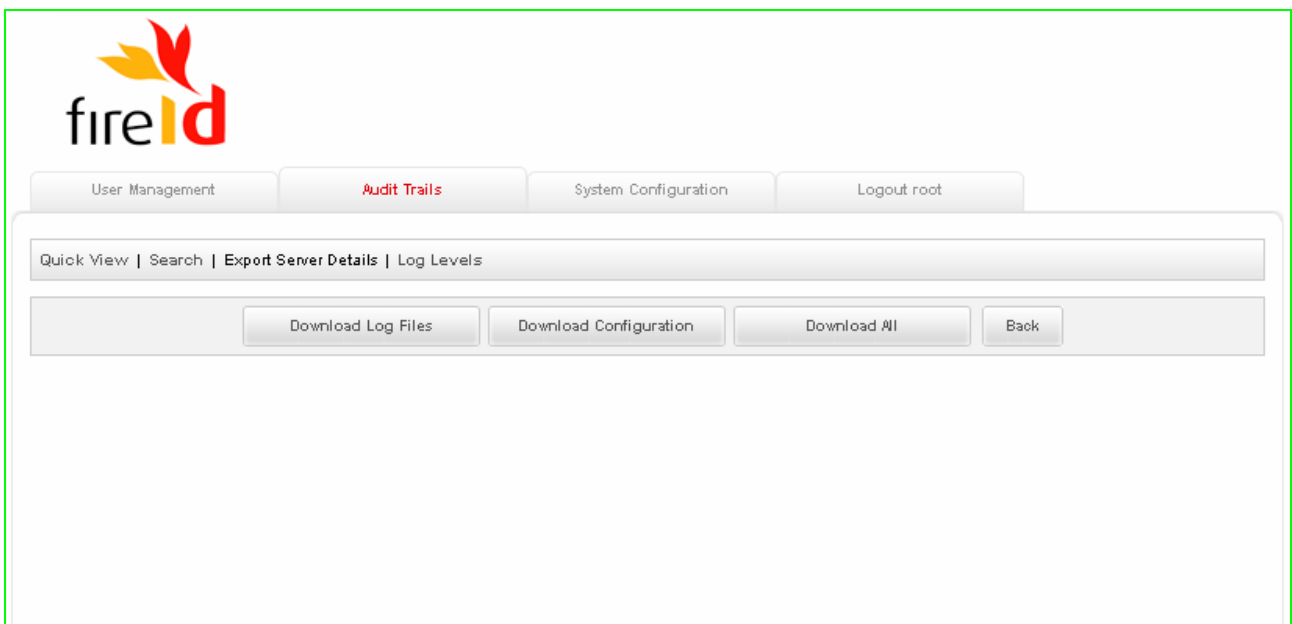 fireId
User Management Audit Trails System Configuration Logout root
Quick View | Search | Export Server Details | Log Levels
Download Log Files Download Configuration Download All Back